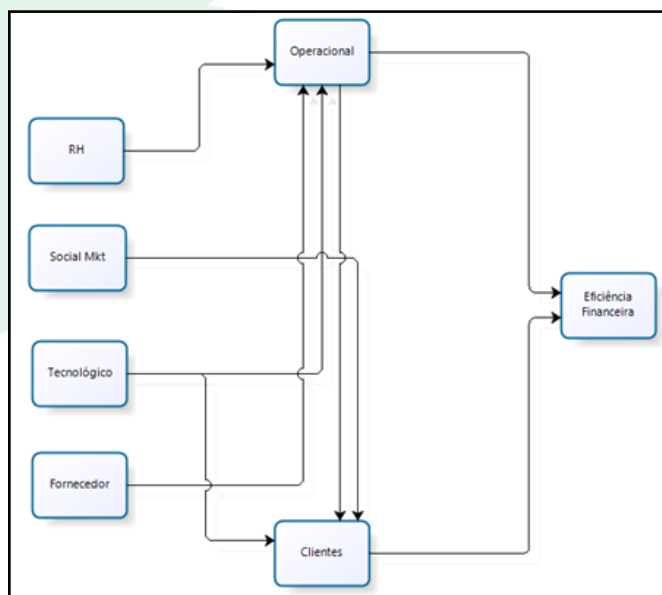 Operacional
RH
Social Mkt
Tecnológico
Fornecedor
Clientes
Eficiência
Financeira